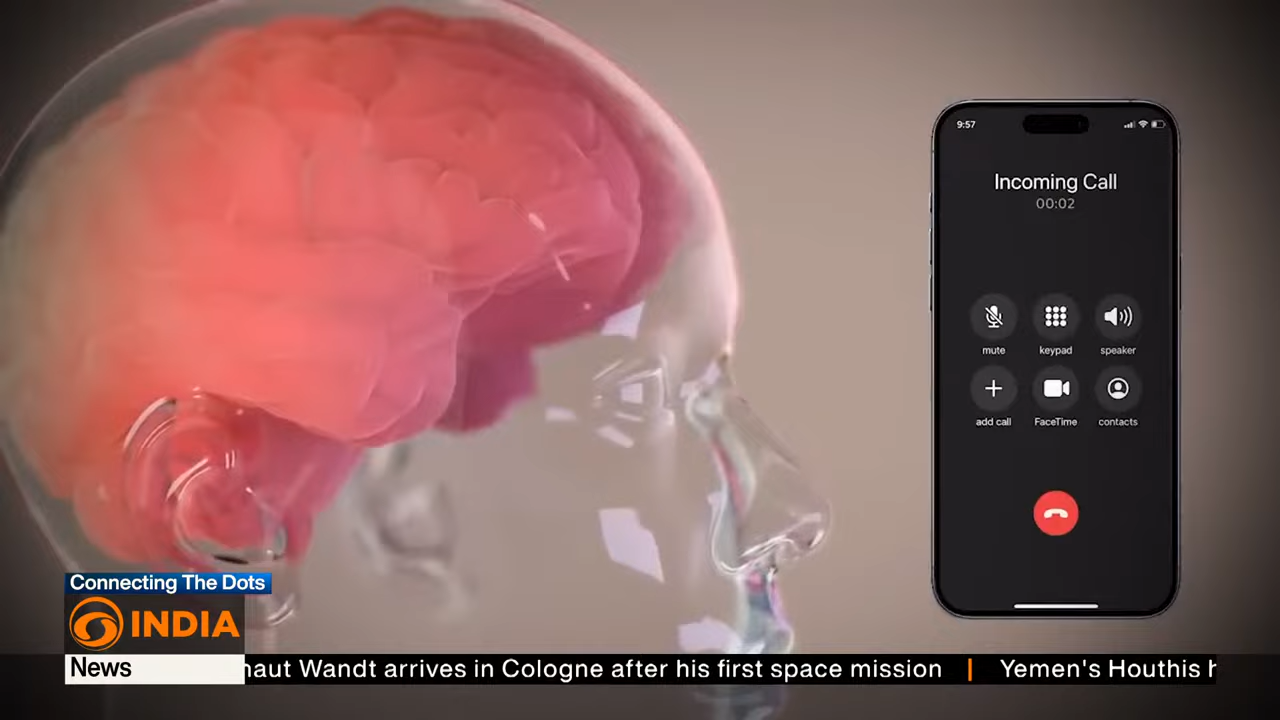 9:57
Incoming Call
00:02
mute
keypad
speaker
add call
FaceTime
contacts
Connecting The Dots
INDIA
News
Wandt arrives in Cologne after his first space mission | Yemen's Houthis